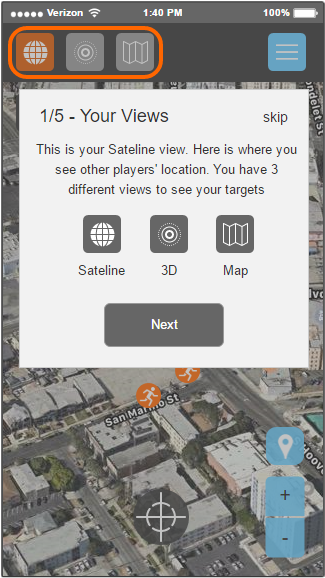 Verizon 1:40 PM 100%
1/5 - Your Views skip
This is your Sateline view. Here is where you
see other players' location. You have 3
different views to see your targets
Sateline 3D Map
Next
San Marino St
+
-